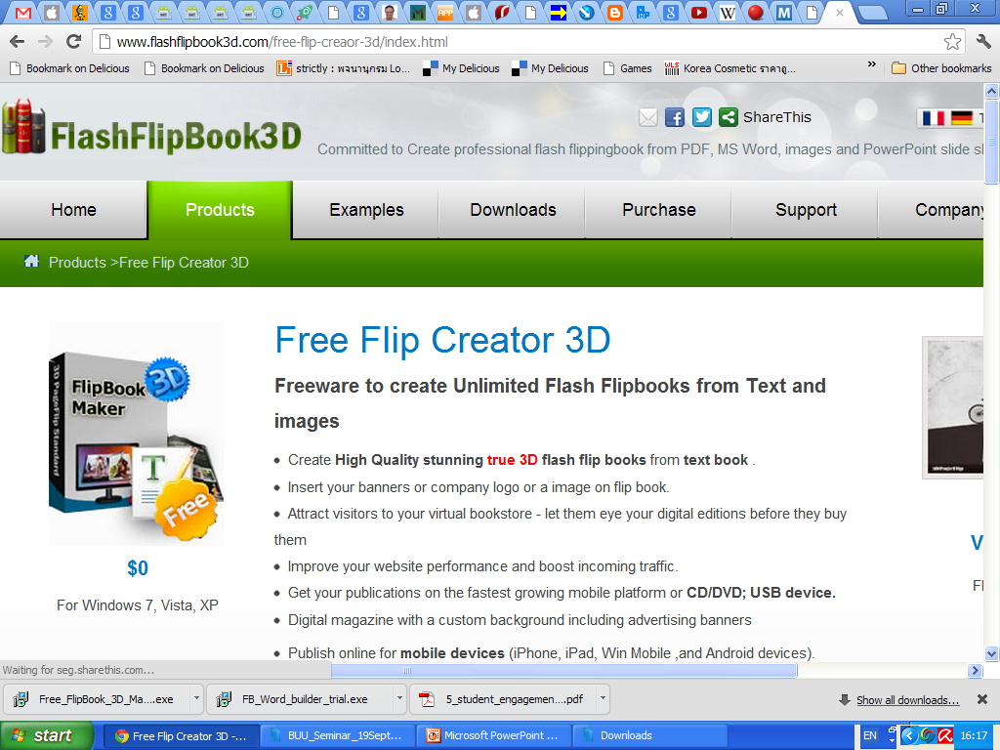 www.flashflipbook3d.com/free-flip-creaor-3d/index.html
Bookmark on Delicious Bookmark on Delicious strictly : พจนานุกรม Lo... My Delicious My Delicious Games Korea Cosmetic ราคาถู... » Other bookmarks
FlashFlipBook3D
ShareThis
Committed to Create professional flash flippingbook from PDF, MS Word, images and PowerPoint slide sl
Home Products Examples Downloads Purchase Support Company
Products >Free Flip Creator 3D
Free Flip Creator 3D
Freeware to create Unlimited Flash Flipbooks from Text and
images
• Create High Quality stunning true 3D flash flip books from text book .
• Insert your banners or company logo or a image on flip book.
• Attract visitors to your virtual bookstore - let them eye your digital editions before they buy
them
• Improve your website performance and boost incoming traffic.
• Get your publications on the fastest growing mobile platform or CD/DVD; USB device.
• Digital magazine with a custom background including advertising banners
• Publish online for mobile devices (iPhone, iPad, Win Mobile ,and Android devices).
3D PageFlip Standard
FlipBook 3D
Maker
T
Free
$0
For Windows 7, Vista, XP
V
Fl
Waiting for seg.sharethis.com...
Free_FlipBook_3D_Ma....exe FB_Word_builder_trial.exe 5_student_engagemen....pdf Show all downloads...
start Free Flip Creator 3D -... BUU_Seminar_19Sept... Microsoft PowerPoint ... Downloads EN 16:17